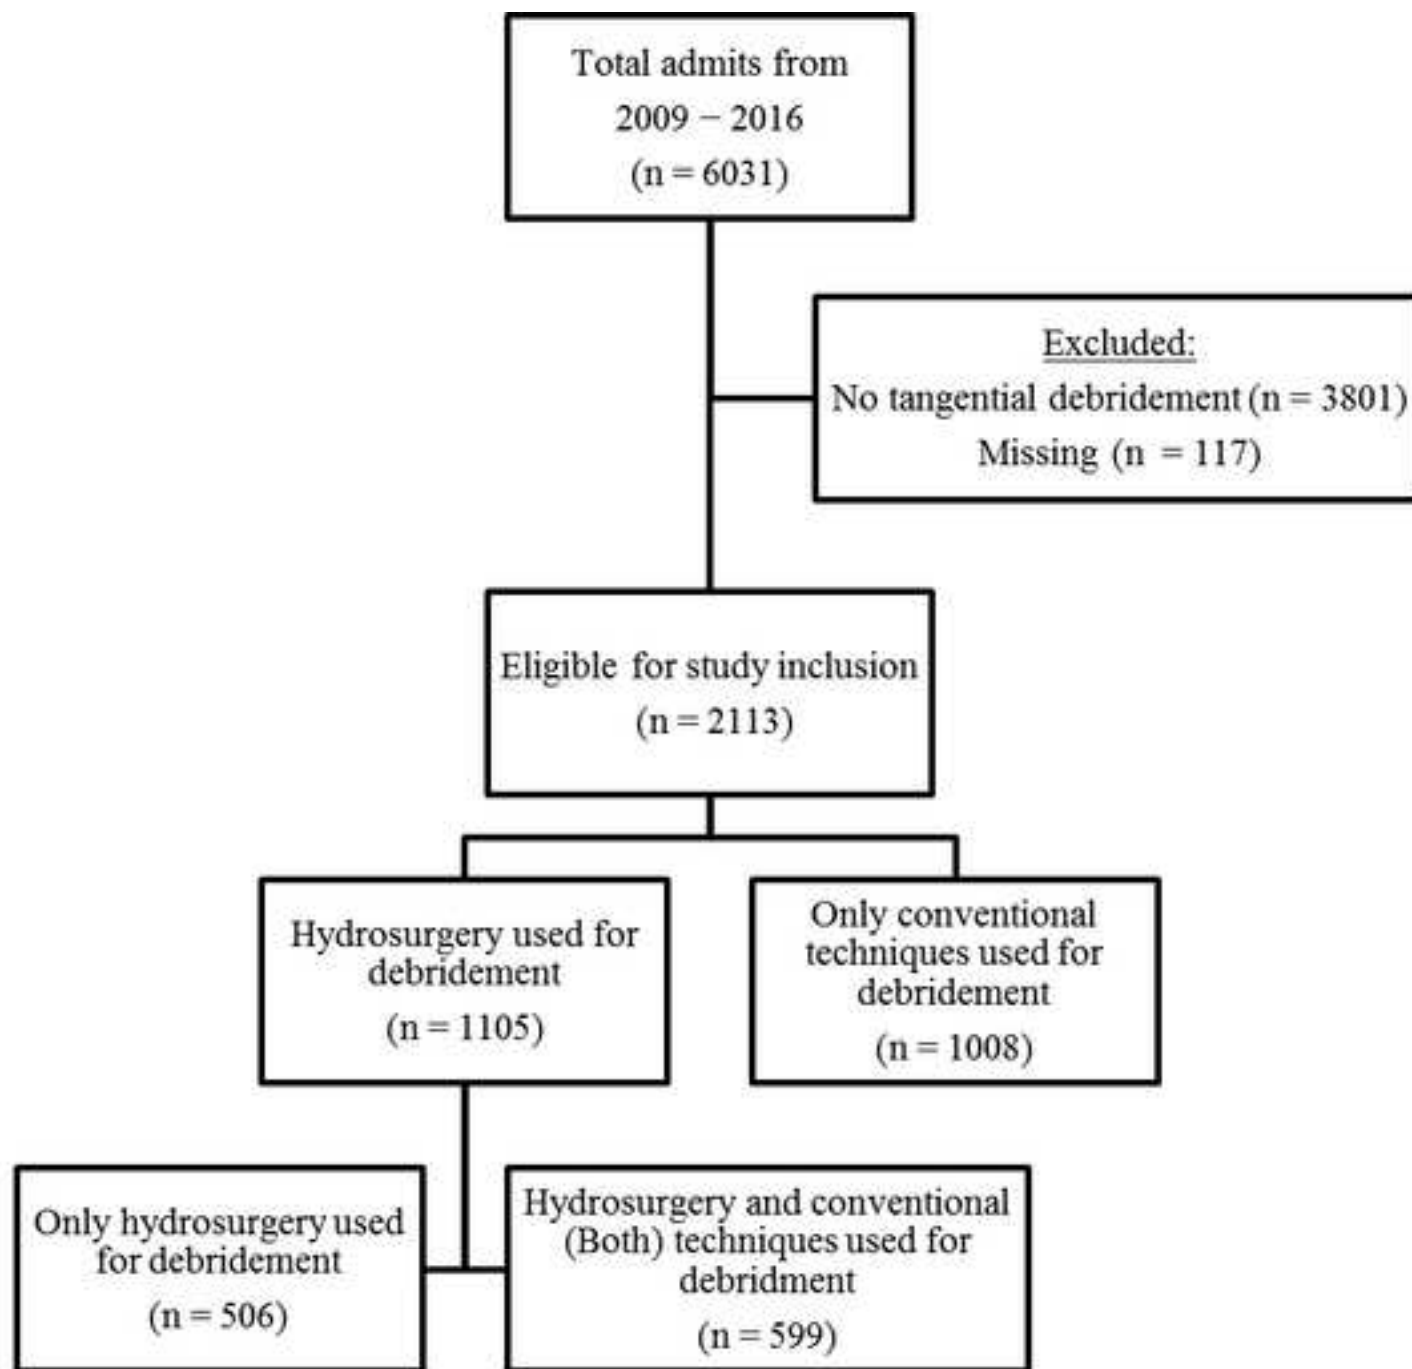 Total admits from
2009 − 2016
(n = 6031)
Excluded:
No tangential debridement (n = 3801)
Missing (n = 117)
Eligible for study inclusion
(n = 2113)
Hydrosurgery used for
debridement
(n = 1105)
Only conventional
techniques used for
debridement
(n = 1008)
Only hydrosurgery used
for debridement
(n = 506)
Hydrosurgery and conventional
(Both) techniques used for
debridment
(n = 599)